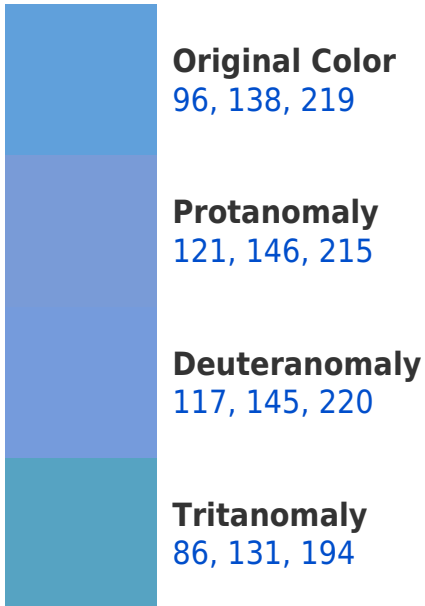 Original Color
96, 138, 219
Protanomaly
121, 146, 215
Deuteranomaly
117, 145, 220
Tritanomaly
86, 131, 194